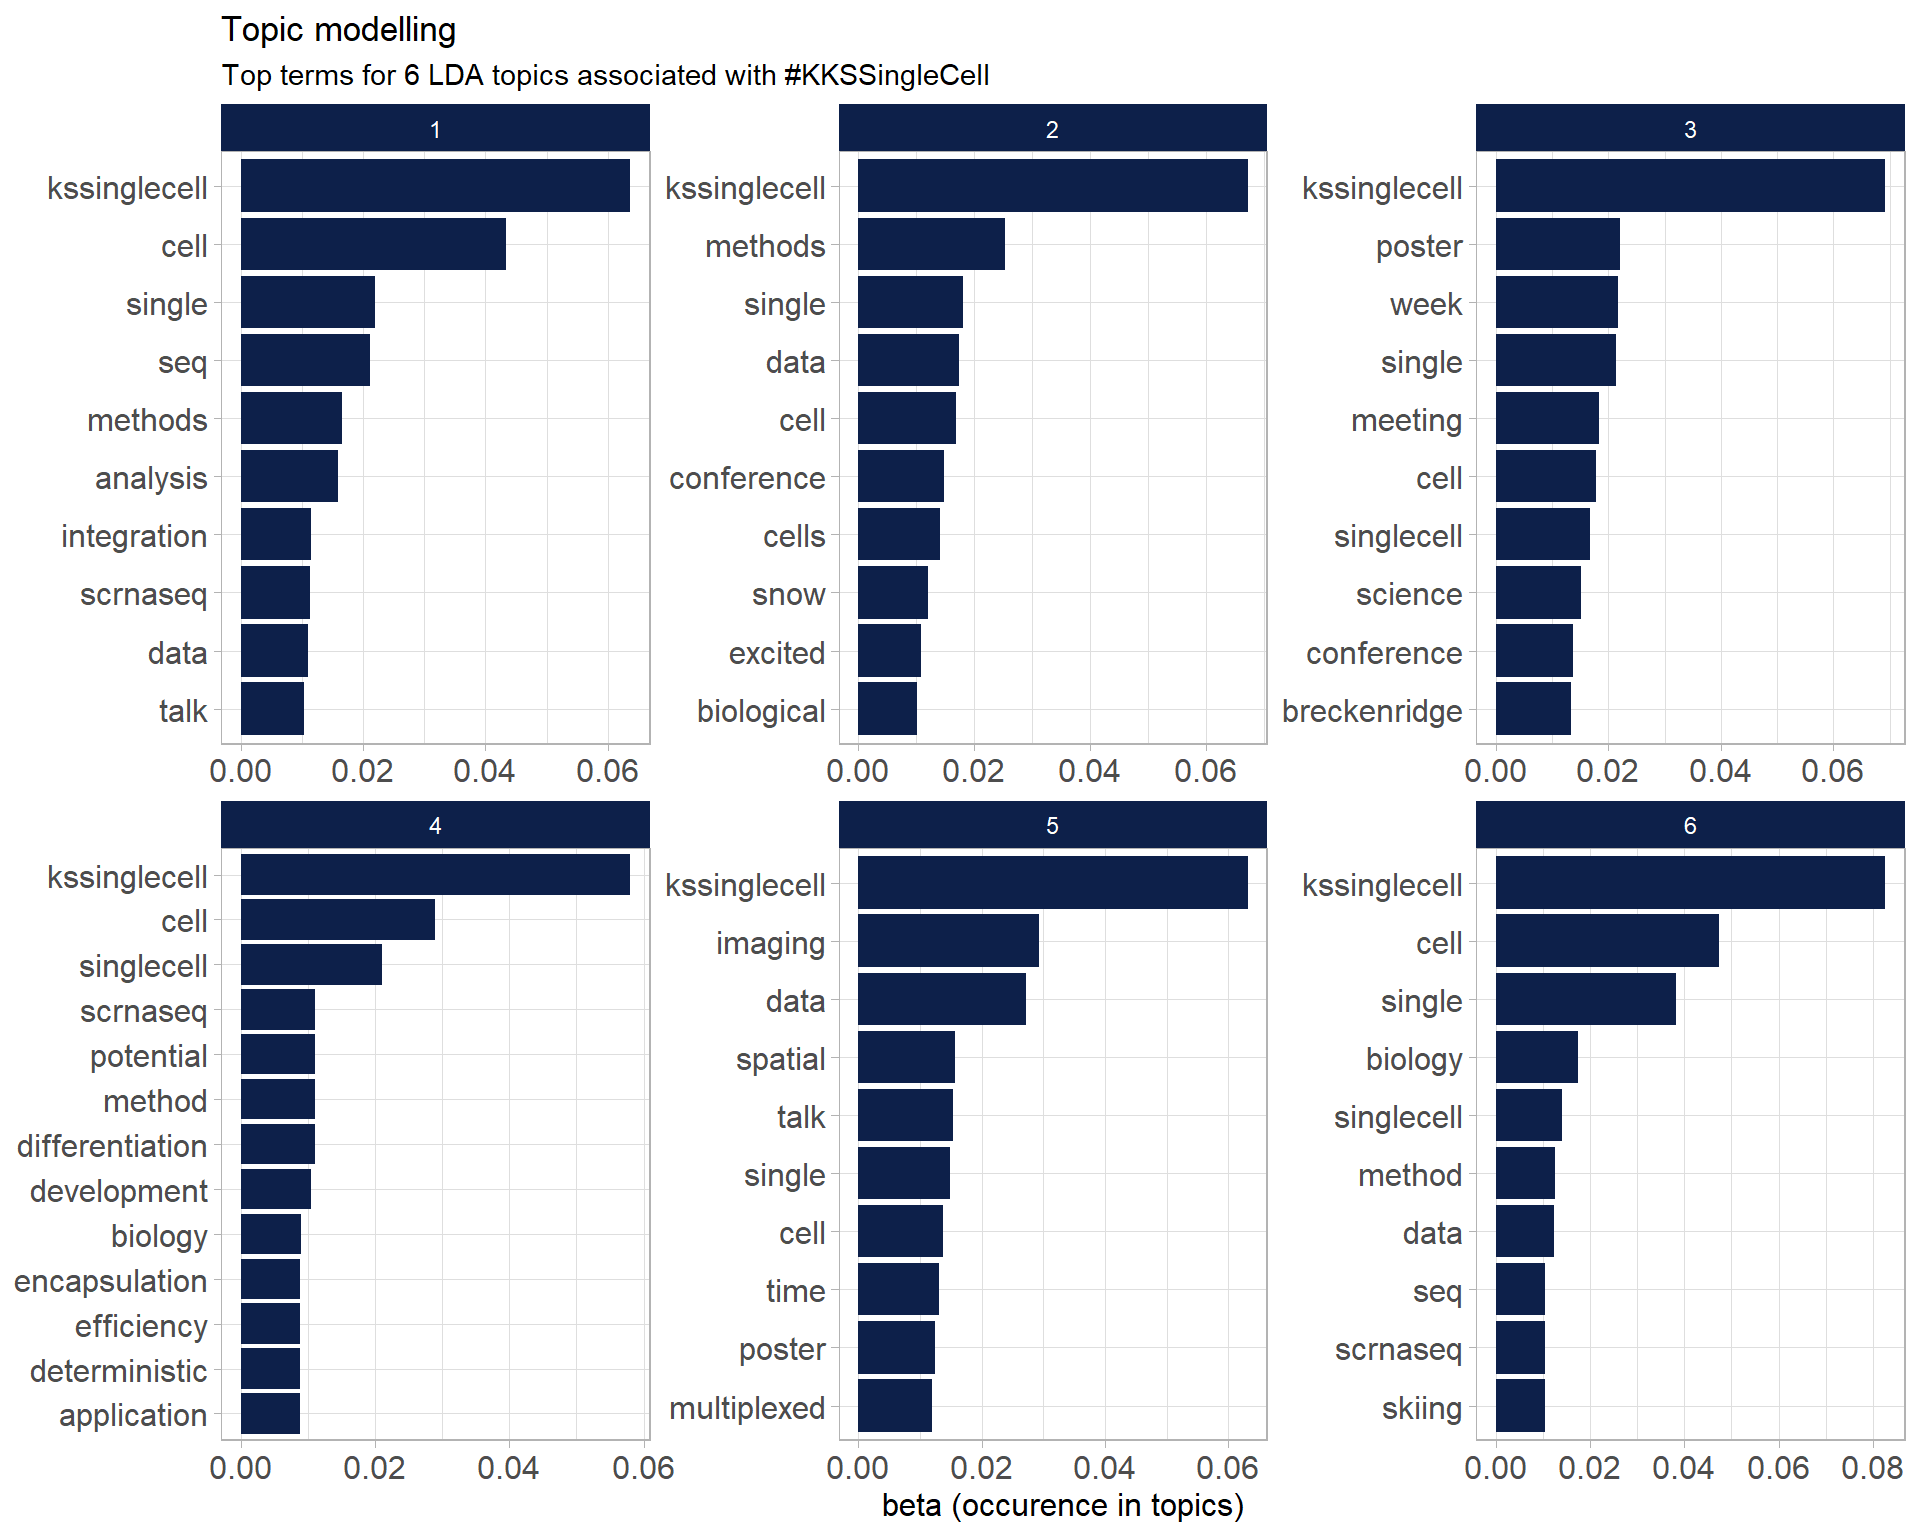 Topic modelling
Top terms for 6 LDA topics associated with #KKSSingleCell
1
kssinglecell
cell
single
seq
methods
analysis
integration
scrnaseq
data
talk
0.00 0.02 0.04 0.06
2
kssinglecell
methods
single
data
cell
conference
cells
snow
excited
biological
0.00 0.02 0.04 0.06
3
kssinglecell
poster
week
single
meeting
cell
singlecell
science
conference
breckenridge
0.00 0.02 0.04 0.06
4
kssinglecell
cell
singlecell
scrnaseq
potential
method
differentiation
development
biology
encapsulation
efficiency
deterministic
application
0.00 0.02 0.04 0.06
5
kssinglecell
imaging
data
spatial
talk
single
cell
time
poster
multiplexed
0.00 0.02 0.04 0.06
6
kssinglecell
cell
single
biology
singlecell
method
data
seq
scrnaseq
skiing
0.00 0.02 0.04 0.06 0.08
beta (occurence in topics)